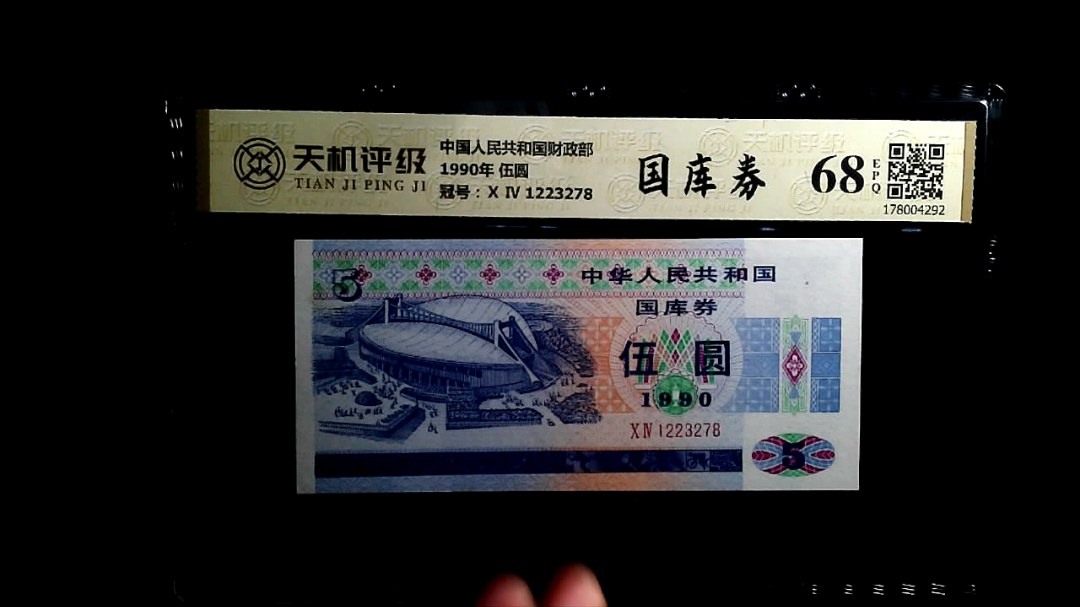 天机评级
TIAN JI PING JI
中国人民共和国财政部
1990年 伍圆
冠号：X IV 1223278
国库券
68
EPQ
178004292
5
中华人民共和国
国库券
伍圆
1990
XIV 1223278
5